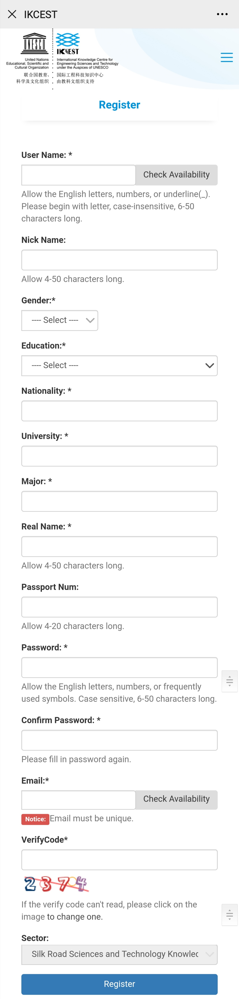 IKCEST
UNESCO
IKCEST
United Nations
Educational, Scientific and
Cultural Organization
International Knowledge Centre for
Engineering Sciences and Technology
under the Auspices of UNESCO
联合国教育、
科学及文化组织
国际工程科技知识中心
由教科文组织支持
Register
User Name: *
Check Availability
Allow the English letters, numbers, or underline(_).
Please begin with letter, case-insensitive, 6-50
characters long.
Nick Name:
Allow 4-50 characters long.
Gender:*
---- Select ----
Education:*
---- Select ----
Nationality: *
University: *
Major: *
Real Name: *
Allow 4-50 characters long.
Passport Num:
Allow 4-20 characters long.
Password: *
Allow the English letters, numbers, or frequently
used symbols. Case sensitive, 6-50 characters long.
Confirm Password: *
Please fill in password again.
Email:*
Check Availability
Notice: Email must be unique.
VerifyCode*
2374
If the verify code can't read, please click on the
image to change one.
Sector:
Silk Road Sciences and Technology Knowlec
Register